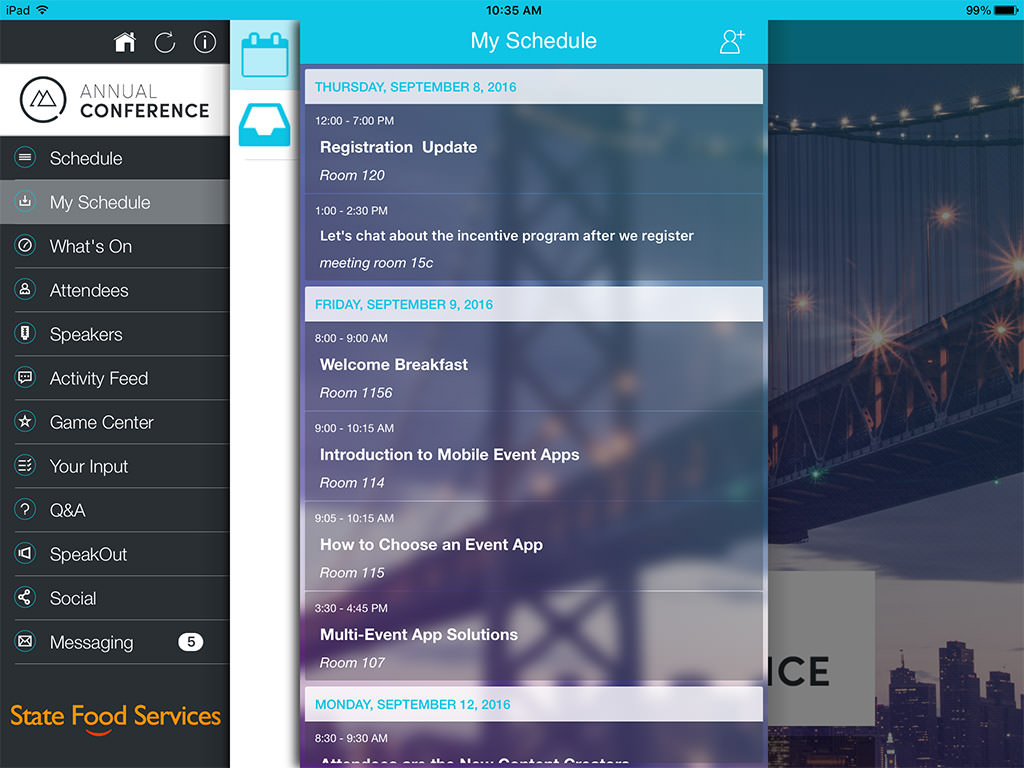 iPad
10:35 AM
99%
ANNUAL
CONFERENCE
Schedule
My Schedule
What's On
Attendees
Speakers
Activity Feed
Game Center
Your Input
Q&A
SpeakOut
Social
Messaging 5
State Food Services
My Schedule
THURSDAY, SEPTEMBER 8, 2016
12:00 - 7:00 PM
Registration  Update
Room 120
1:00 - 2:30 PM
Let's chat about the incentive program after we register
meeting room 15c
FRIDAY, SEPTEMBER 9, 2016
8:00 - 9:00 AM
Welcome Breakfast
Room 1156
9:00 - 10:15 AM
Introduction to Mobile Event Apps
Room 114
9:05 - 10:15 AM
How to Choose an Event App
Room 115
3:30 - 4:45 PM
Multi-Event App Solutions
Room 107
MONDAY, SEPTEMBER 12, 2016
8:30 - 9:30 AM
Attendees are the New Content Creators
ICE